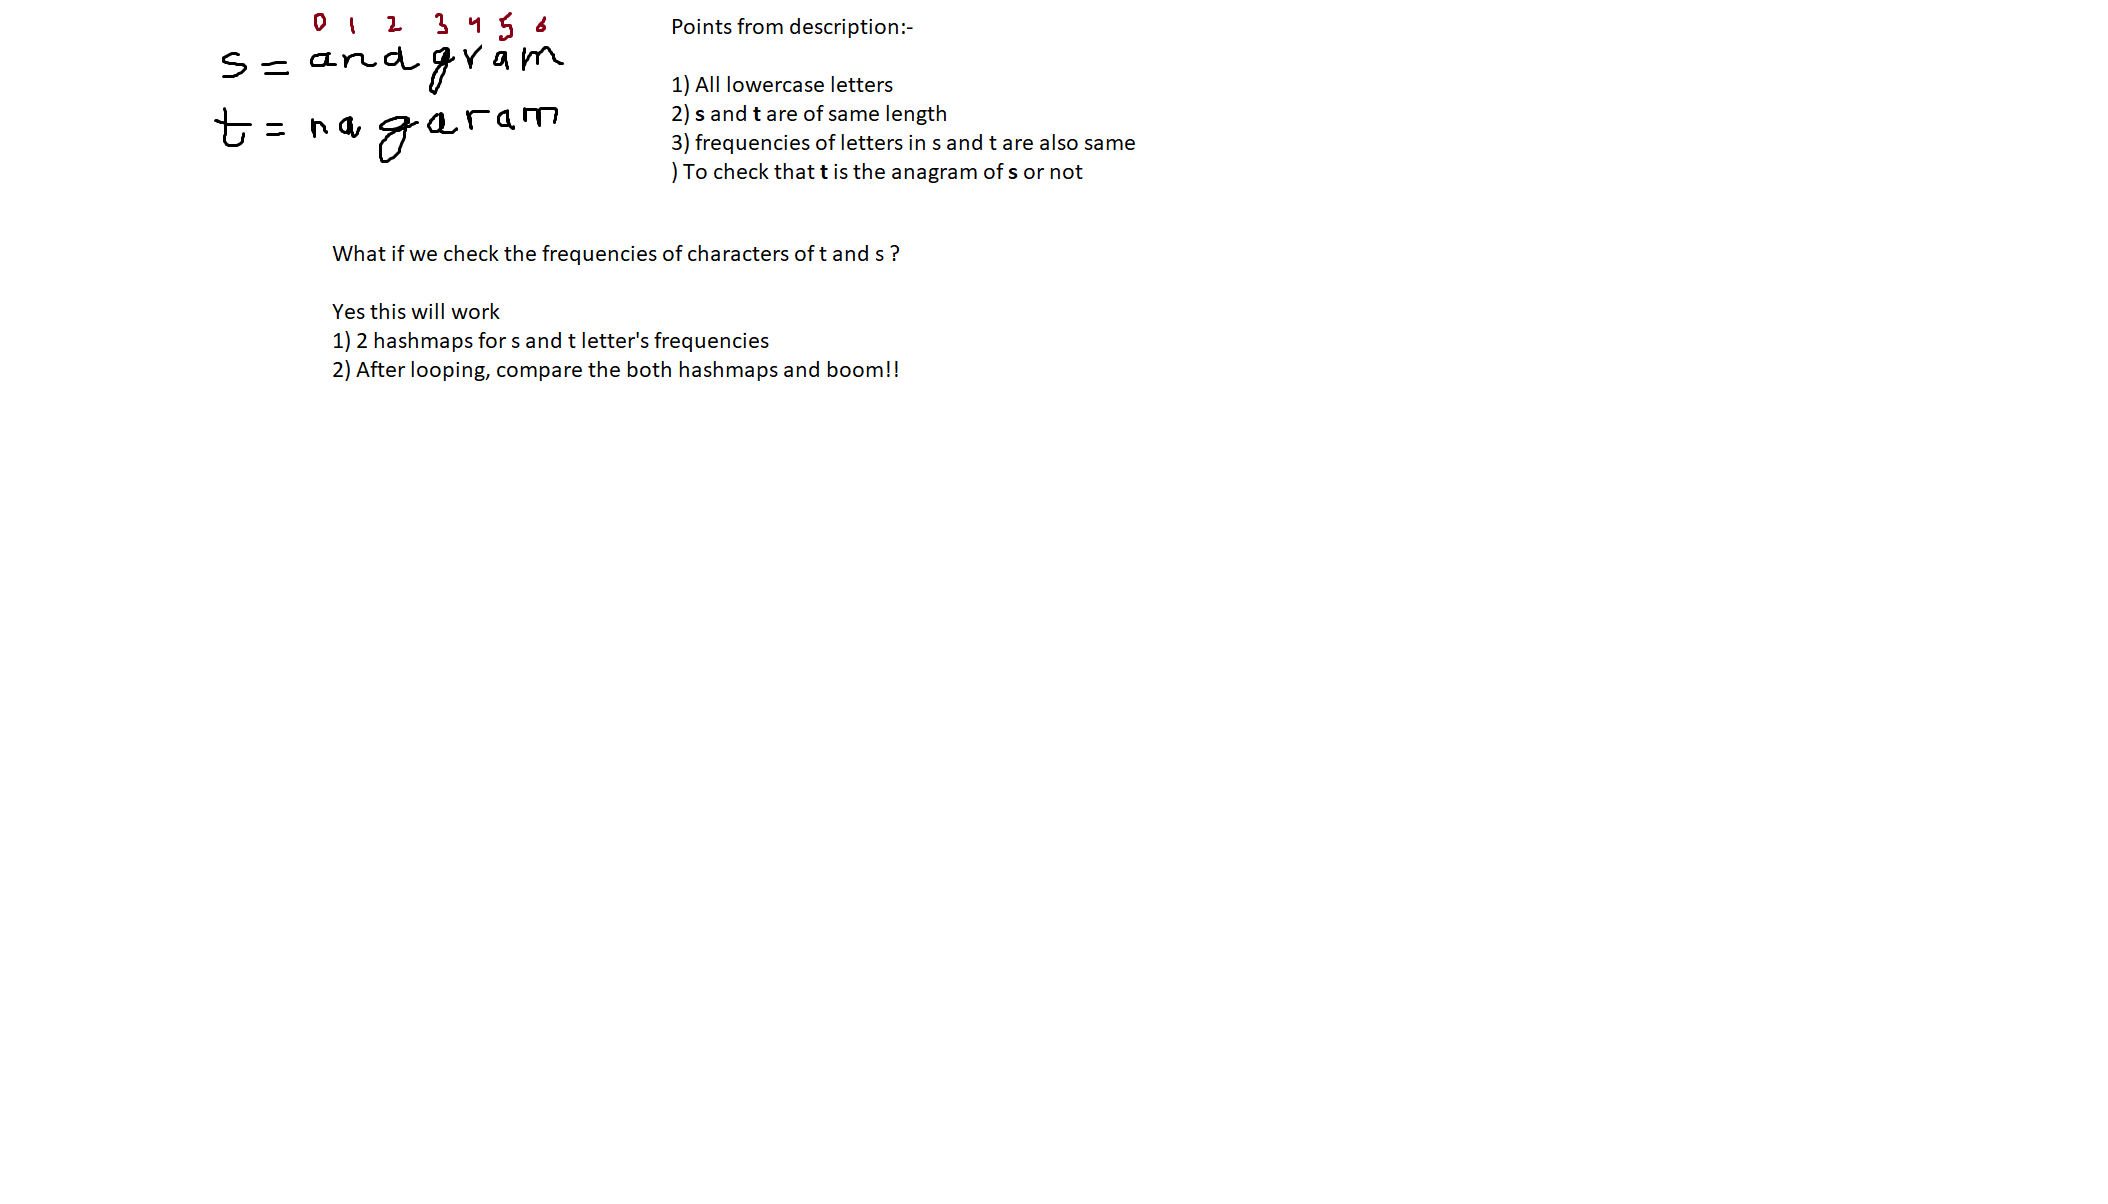 0 1 2 3 4 5 6
s = anagram
t = nagaram
Points from description:-
1) All lowercase letters
2) s and t are of same length
3) frequencies of letters in s and t are also same
) To check that t is the anagram of s or not
What if we check the frequencies of characters of t and s ?
Yes this will work
1) 2 hashmaps for s and t letter's frequencies
2) After looping, compare the both hashmaps and boom!!